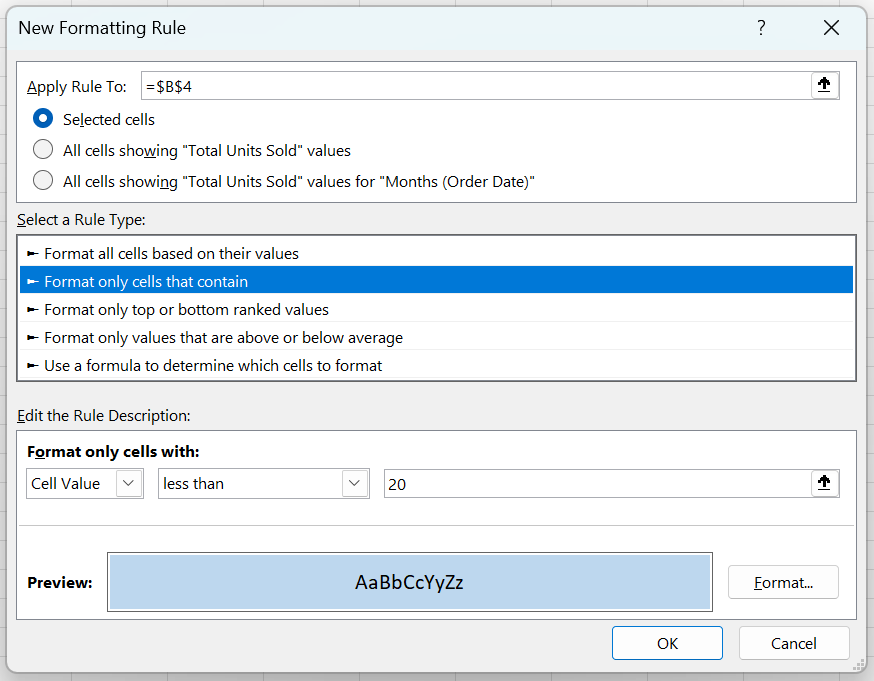 New Formatting Rule ?
Apply Rule To: =$B$4
Selected cells
All cells showing "Total Units Sold" values
All cells showing "Total Units Sold" values for "Months (Order Date)"
Select a Rule Type:
► Format all cells based on their values
► Format only cells that contain
► Format only top or bottom ranked values
► Format only values that are above or below average
► Use a formula to determine which cells to format
Edit the Rule Description:
Format only cells with:
Cell Value less than 20
Preview: AaBbCcYyZz Format...
OK Cancel